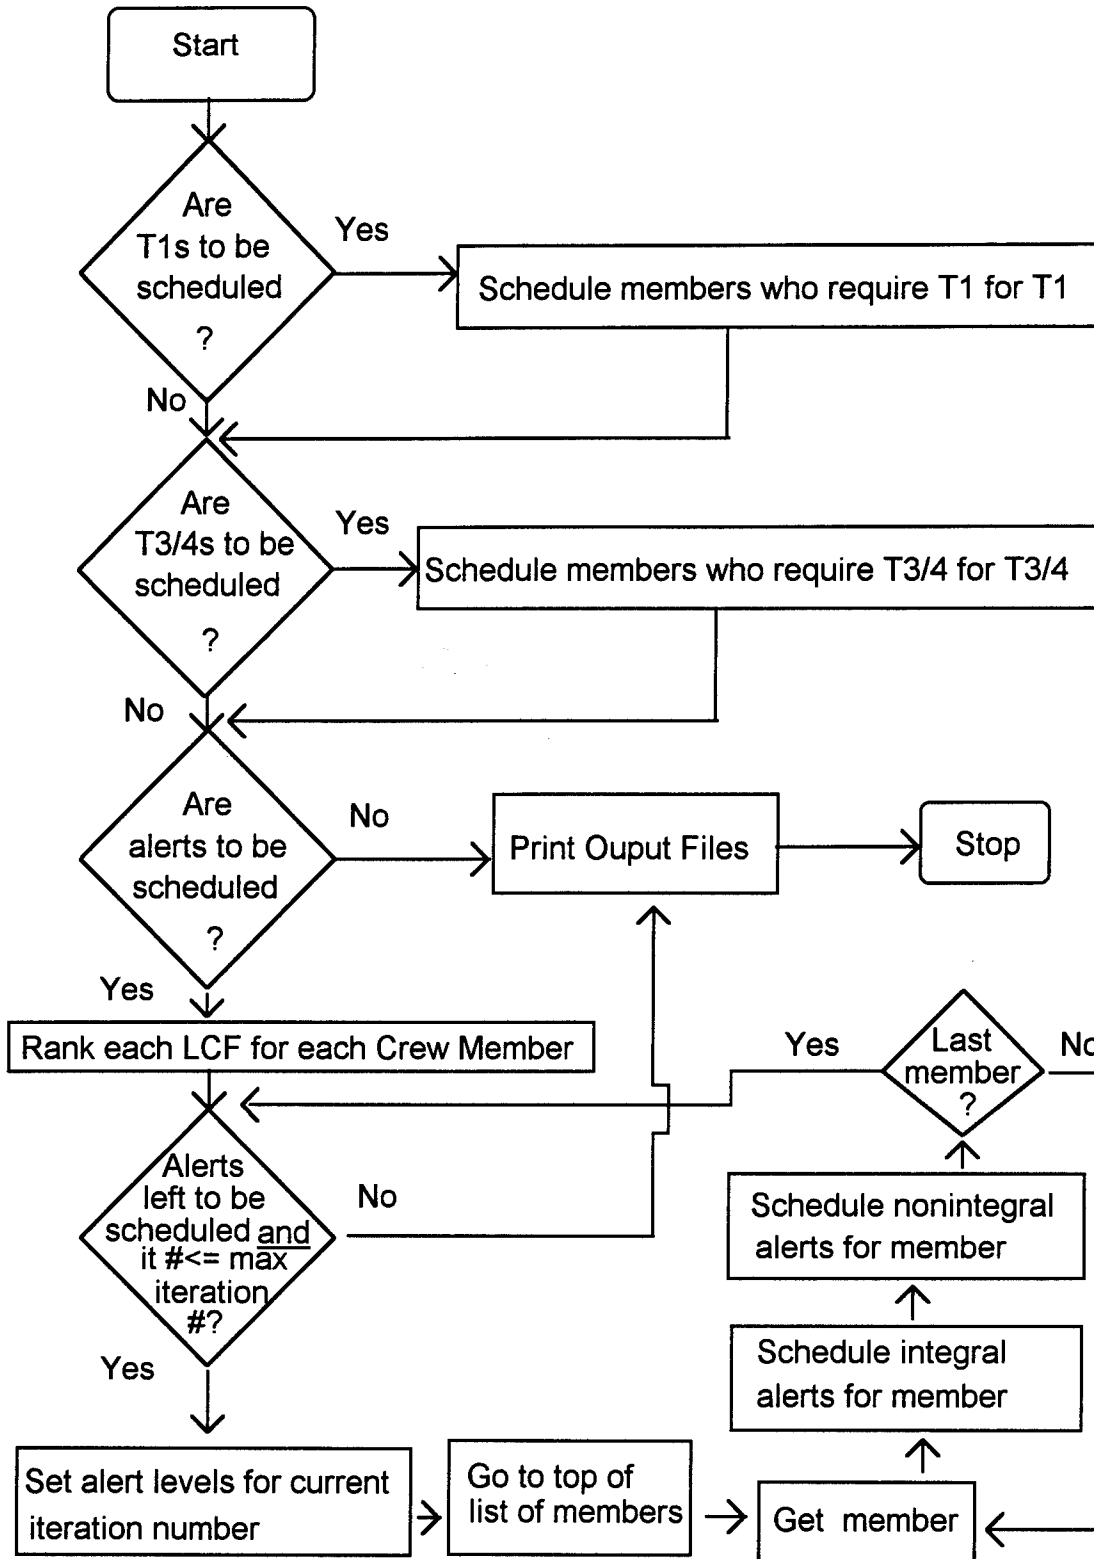 Start
Are
T1s to be
scheduled
?
Yes
Schedule members who require T1 for T1
No
Are
T3/4s to be
scheduled
?
Yes
Schedule members who require T3/4 for T3/4
No
Are
alerts to be
scheduled
?
No
Print Ouput Files
Stop
Yes
Rank each LCF for each Crew Member
Yes
Last
member
?
No
Alerts
left to be
scheduled and
it #<= max
iteration
#?
No
Schedule nonintegral
alerts for member
Schedule integral
alerts for member
Yes
Set alert levels for current
iteration number
Go to top of
list of members
Get member